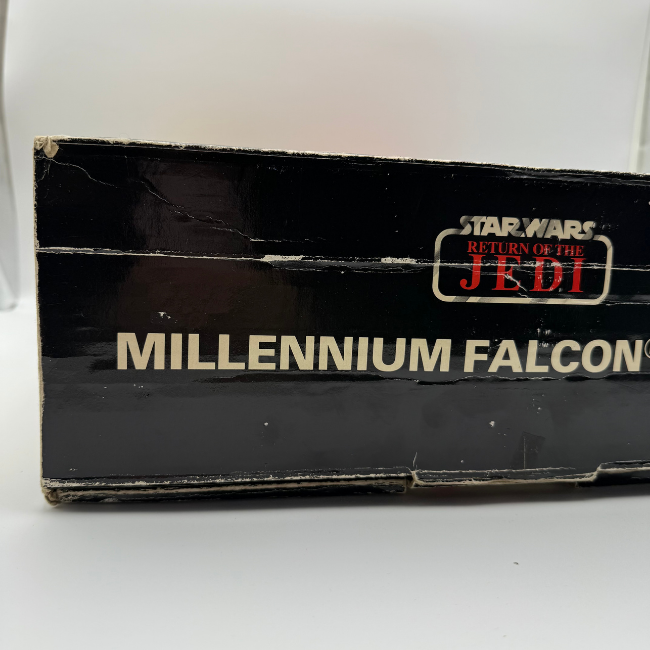 STAR WARS
RETURN OF THE
JEDI
MILLENNIUM FALCON